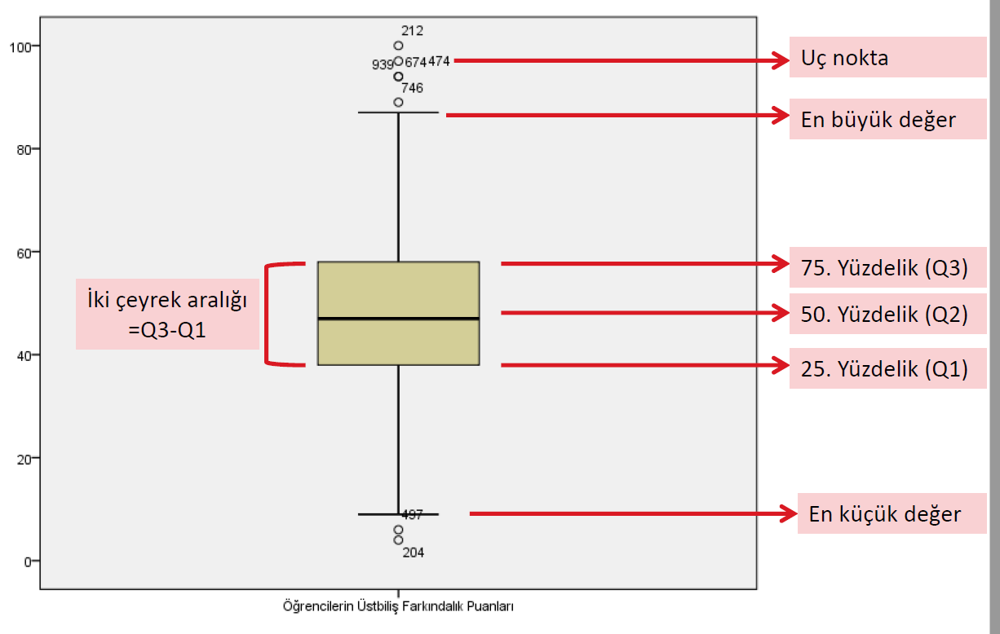 212
100
939 674 474
Uç nokta
746
En büyük değer
80
60
75. Yüzdelik (Q3)
İki çeyrek aralığı
=Q3-Q1
50. Yüzdelik (Q2)
40
25. Yüzdelik (Q1)
20
497
En küçük değer
204
0
Öğrencilerin Üstbiliş Farkındalık Puanları